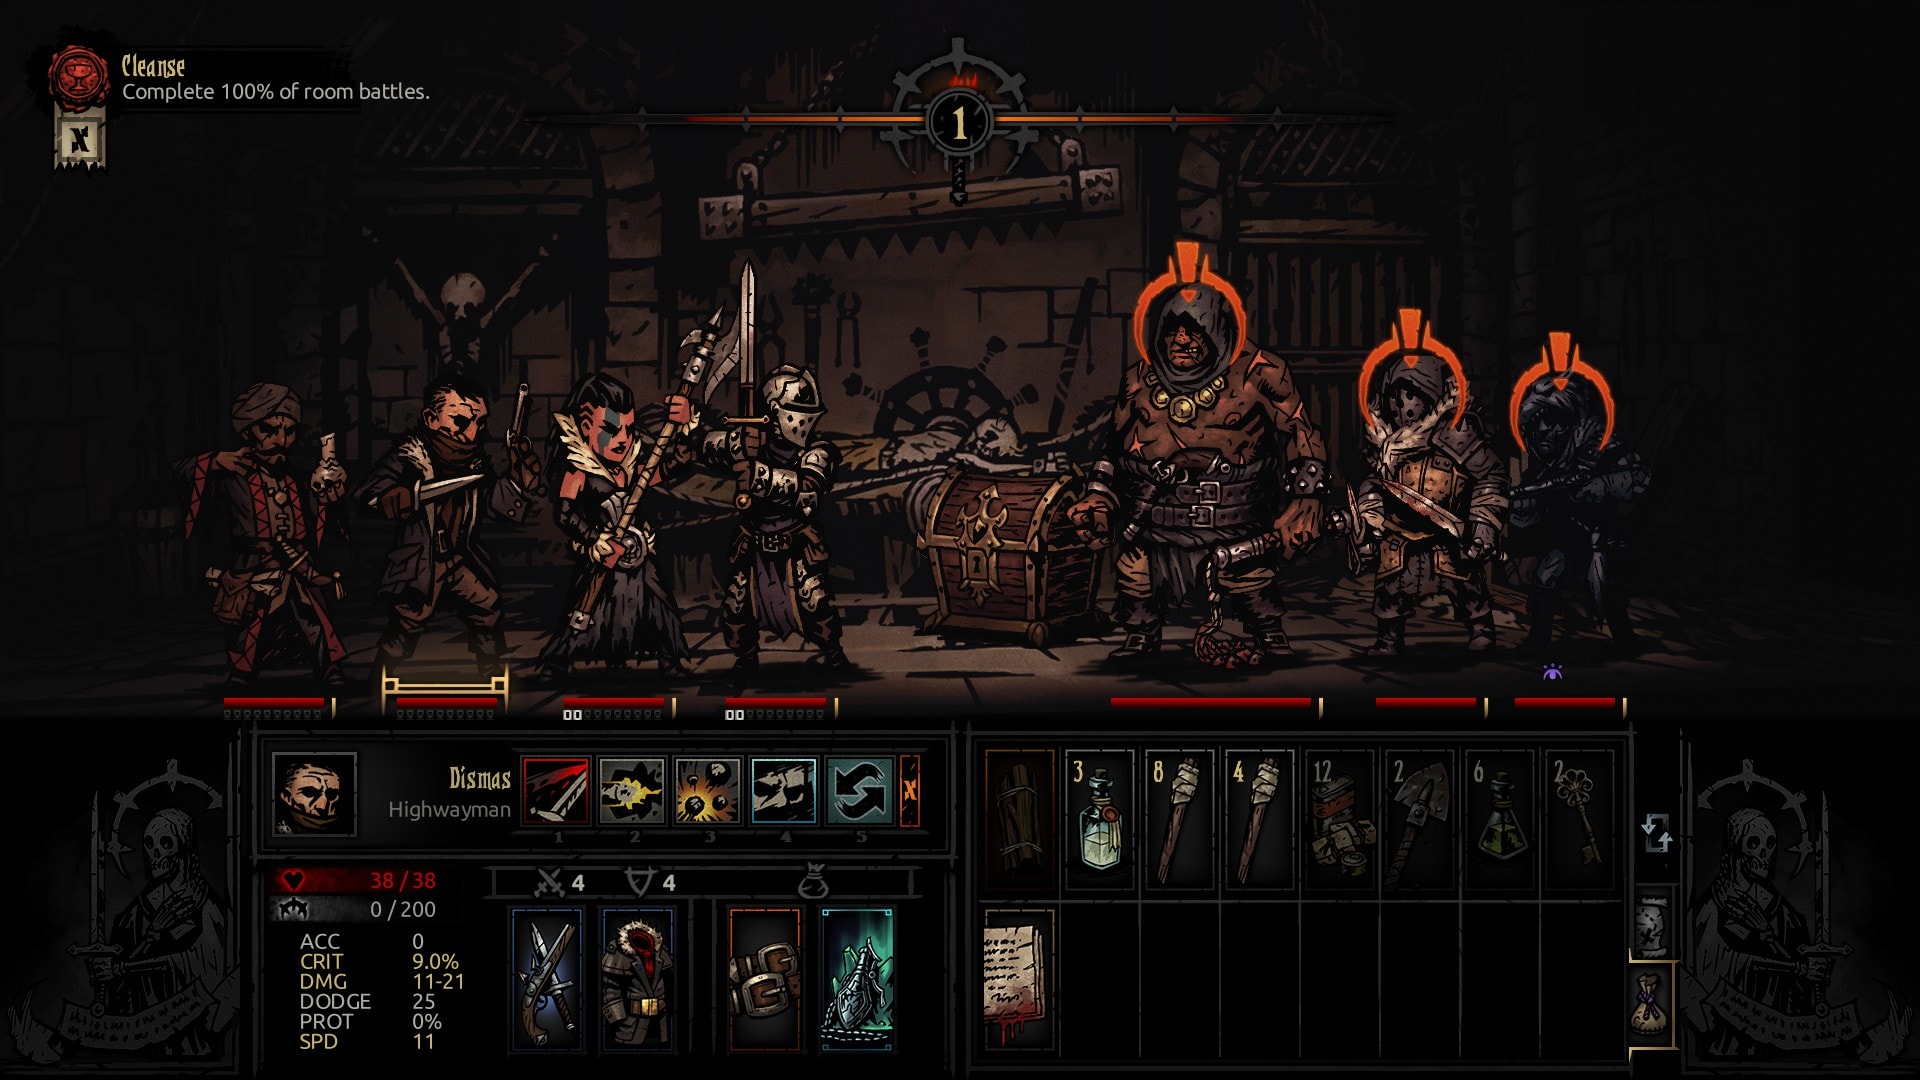 Cleanse
Complete 100% of room battles.
X
1
Dismas
Highwayman
1 2 3 4 5
X
38 / 38
0 / 200
ACC 0
CRIT 9.0%
DMG 11-21
DODGE 25
PROT 0%
SPD 11
4 4
3 8 4 12 2 6 2